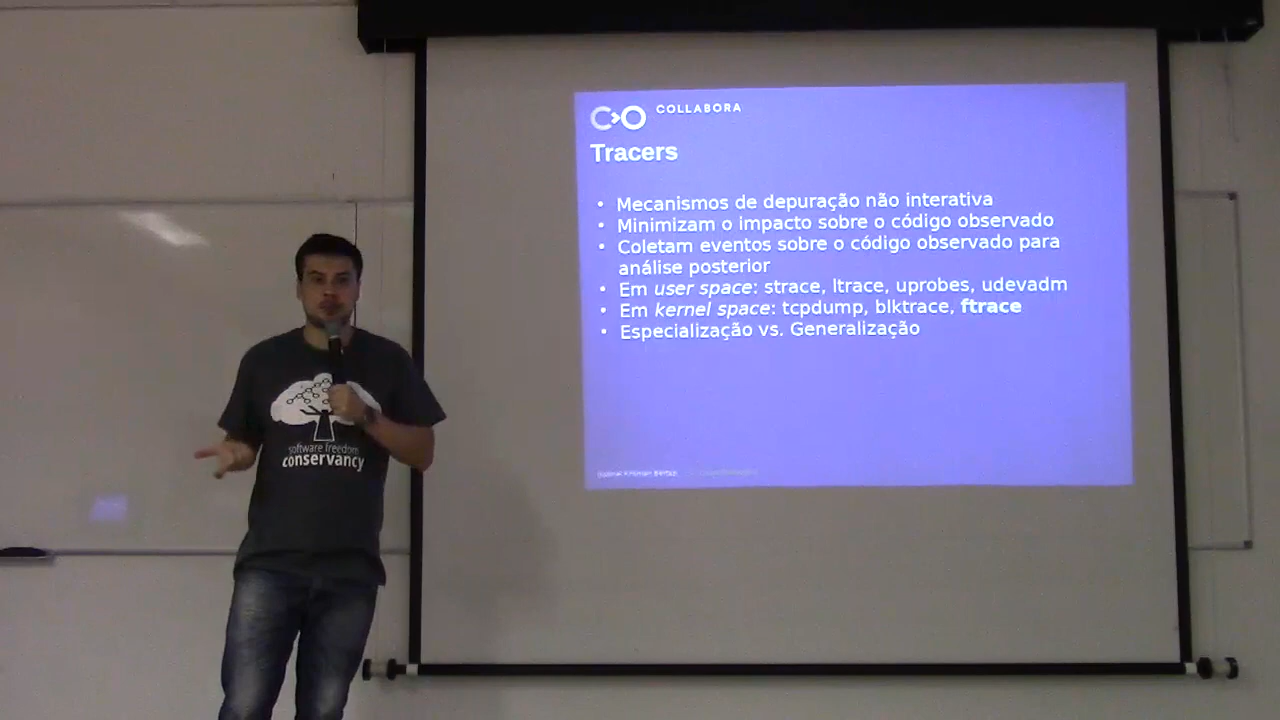 COLLABORA
Tracers
• Mecanismos de depuração não interativa
• Minimizam o impacto sobre o código observado
• Coletam eventos sobre o código observado para
análise posterior
• Em user space: strace, ltrace, uprobes, udevadm
• Em kernel space: tcpdump, blktrace, ftrace
• Especialização vs. Generalização
software freedom
conservancy